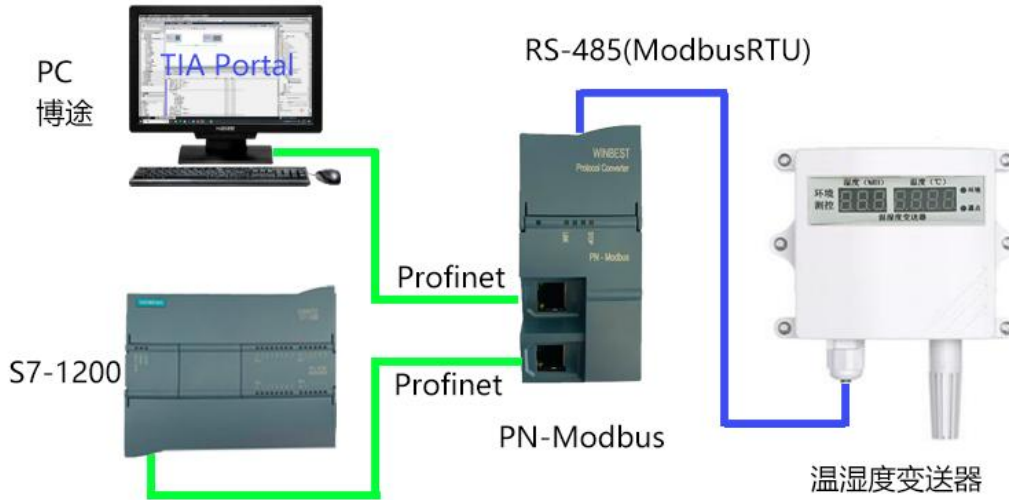 PC
博途
TIA Portal
RS-485(ModbusRTU)
WINBEST
Protocol Converter
PN - Modbus
Profinet
Profinet
S7-1200
SIEMENS
PN-Modbus
湿度（%RH） 温度（℃）
环境
测控
温湿度变送器
温湿度变送器